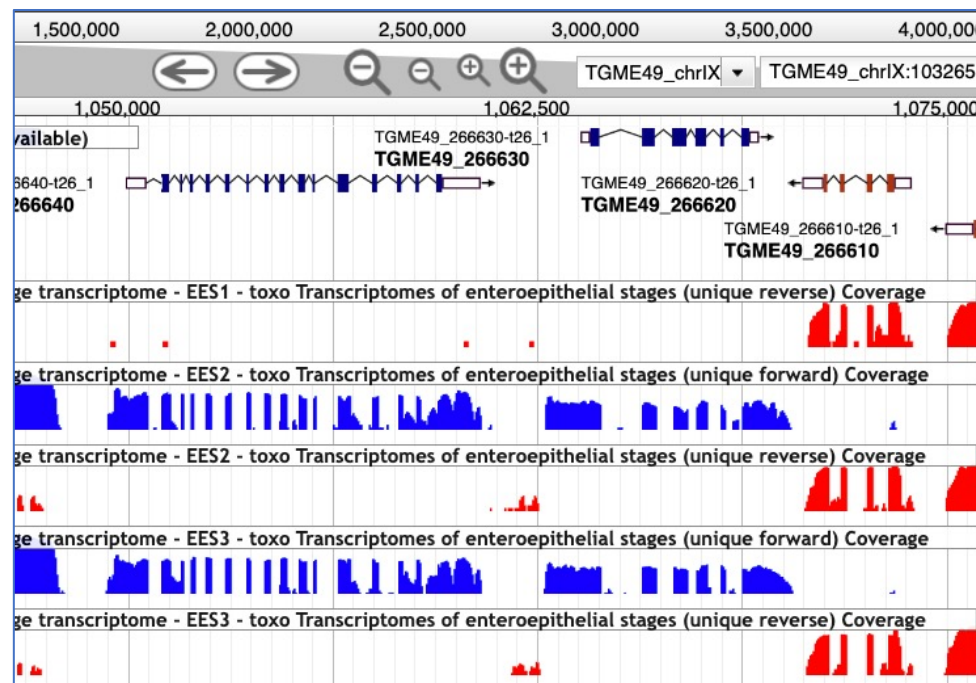 1,500,000 2,000,000 2,500,000 3,000,000 3,500,000 4,000,00
TGME49_chrIX TGME49_chrIX:103265
1,050,000 1,062,500 1,075,000
vailable) TGME49_266630-t26_1
TGME49_266630
6640-t26_1 TGME49_266620-t26_1
266640 TGME49_266620
TGME49_266610-t26_1
TGME49_266610
ge transcriptome - EES1 - toxo Transcriptomes of enteroepithelial stages (unique reverse) Coverage
ge transcriptome - EES2 - toxo Transcriptomes of enteroepithelial stages (unique forward) Coverage
ge transcriptome - EES2 - toxo Transcriptomes of enteroepithelial stages (unique reverse) Coverage
ge transcriptome - EES3 - toxo Transcriptomes of enteroepithelial stages (unique forward) Coverage
ge transcriptome - EES3 - toxo Transcriptomes of enteroepithelial stages (unique reverse) Coverage